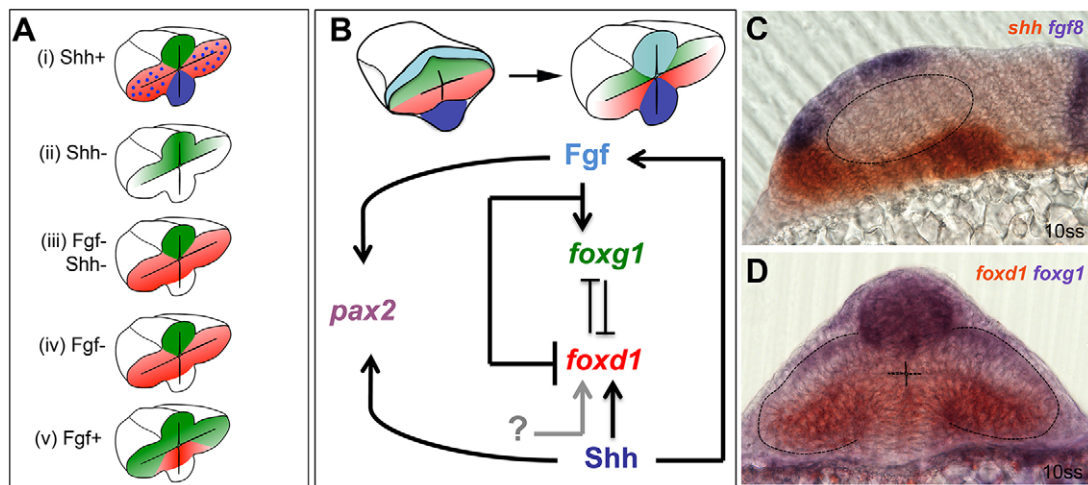 A
(i) Shh+
(ii) Shh-
(iii) Fgf-
Shh-
(iv) Fgf-
(v) Fgf+
B
Fgf
foxg1
pax2
foxd1
?
Shh
C
shh fgf8
10ss
D
foxd1 foxg1
10ss